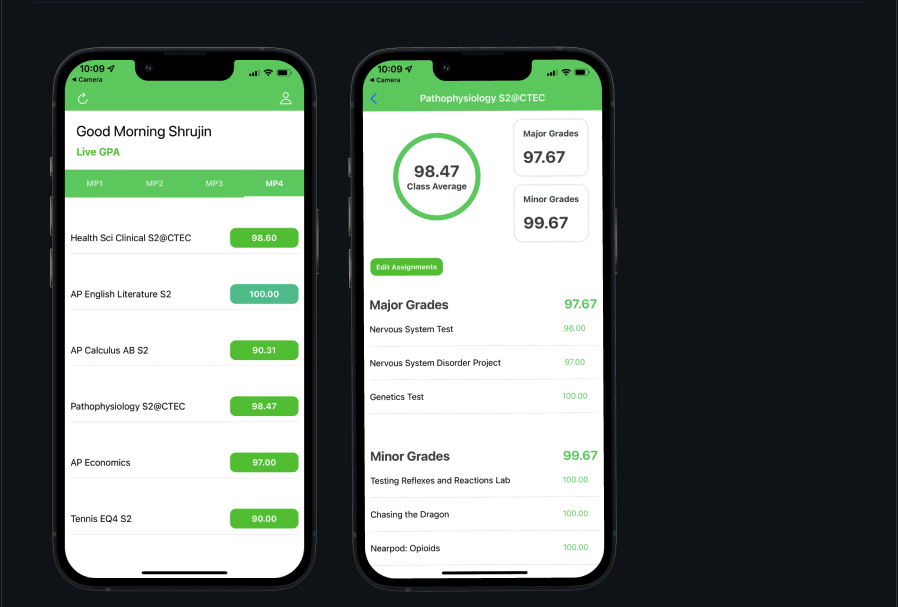 10:09
Camera
Good Morning Shrujin
Live GPA
MP1 MP2 MP3 MP4
Health Sci Clinical S2@CTEC 98.60
AP English Literature S2 100.00
AP Calculus AB S2 90.31
Pathophysiology S2@CTEC 98.47
AP Economics 97.00
Tennis EQ4 S2 90.00
10:09
Camera
Pathophysiology S2@CTEC
98.47
Class Average
Major Grades
97.67
Minor Grades
99.67
Edit Assignments
Major Grades 97.67
Nervous System Test 96.00
Nervous System Disorder Project 97.00
Genetics Test 100.00
Minor Grades 99.67
Testing Reflexes and Reactions Lab 100.00
Chasing the Dragon 100.00
Nearpod: Opioids 100.00